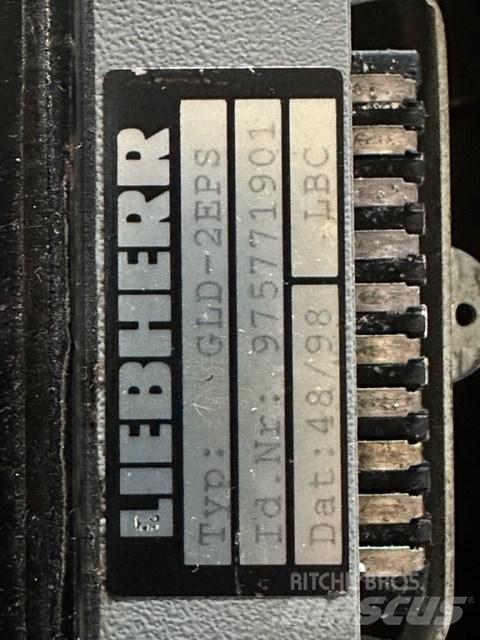 LIEBHERR
Typ: GLD-2EPS
Id.Nr: 975771901
Dat:48/98 LBC
RITCHIE BROS.
MASCUS